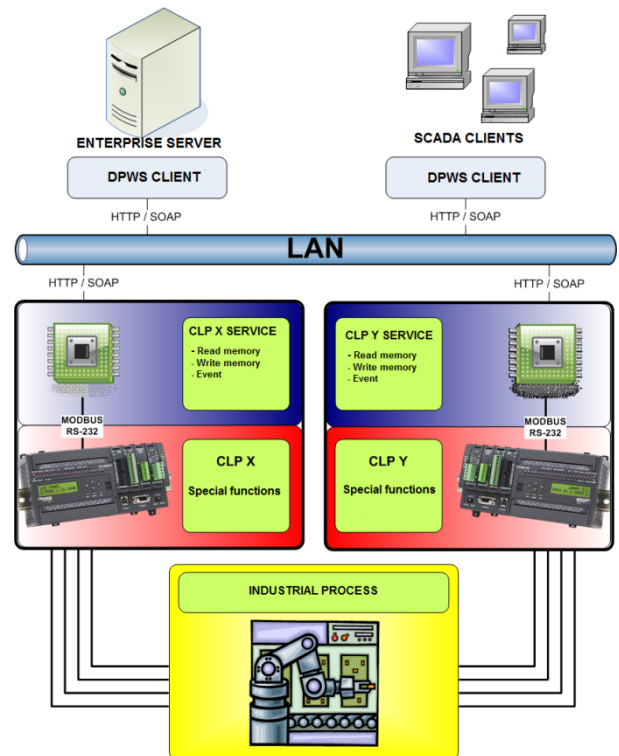 ENTERPRISE SERVER
SCADA CLIENTS
DPWS CLIENT
DPWS CLIENT
HTTP / SOAP
HTTP / SOAP
LAN
HTTP / SOAP
HTTP / SOAP
CLP X SERVICE
- Read memory
- Write memory
- Event
CLP Y SERVICE
- Read memory
- Write memory
- Event
MODBUS
RS-232
MODBUS
RS-232
CLP X
Special functions
CLP Y
Special functions
INDUSTRIAL PROCESS